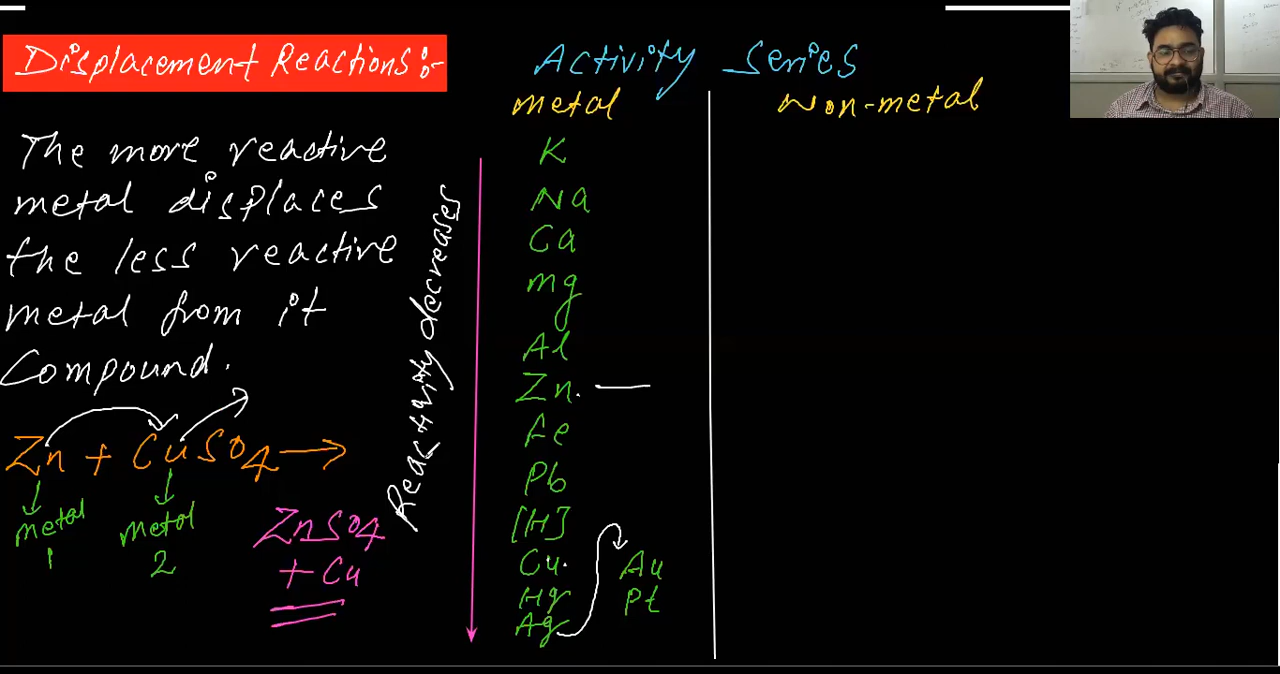 Displacement Reactions:-
The more reactive
metal displaces
the less reactive
metal from it
Compound.
Zn + CuSO4 →
metal
1
metal
2
ZnSO4
+ Cu
Reactivity decreases
Activity Series
metal
K
Na
Ca
Mg
Al
Zn.
Fe
Pb
[H]
Cu.
Hg
Ag
Au
Pt
Non-metal